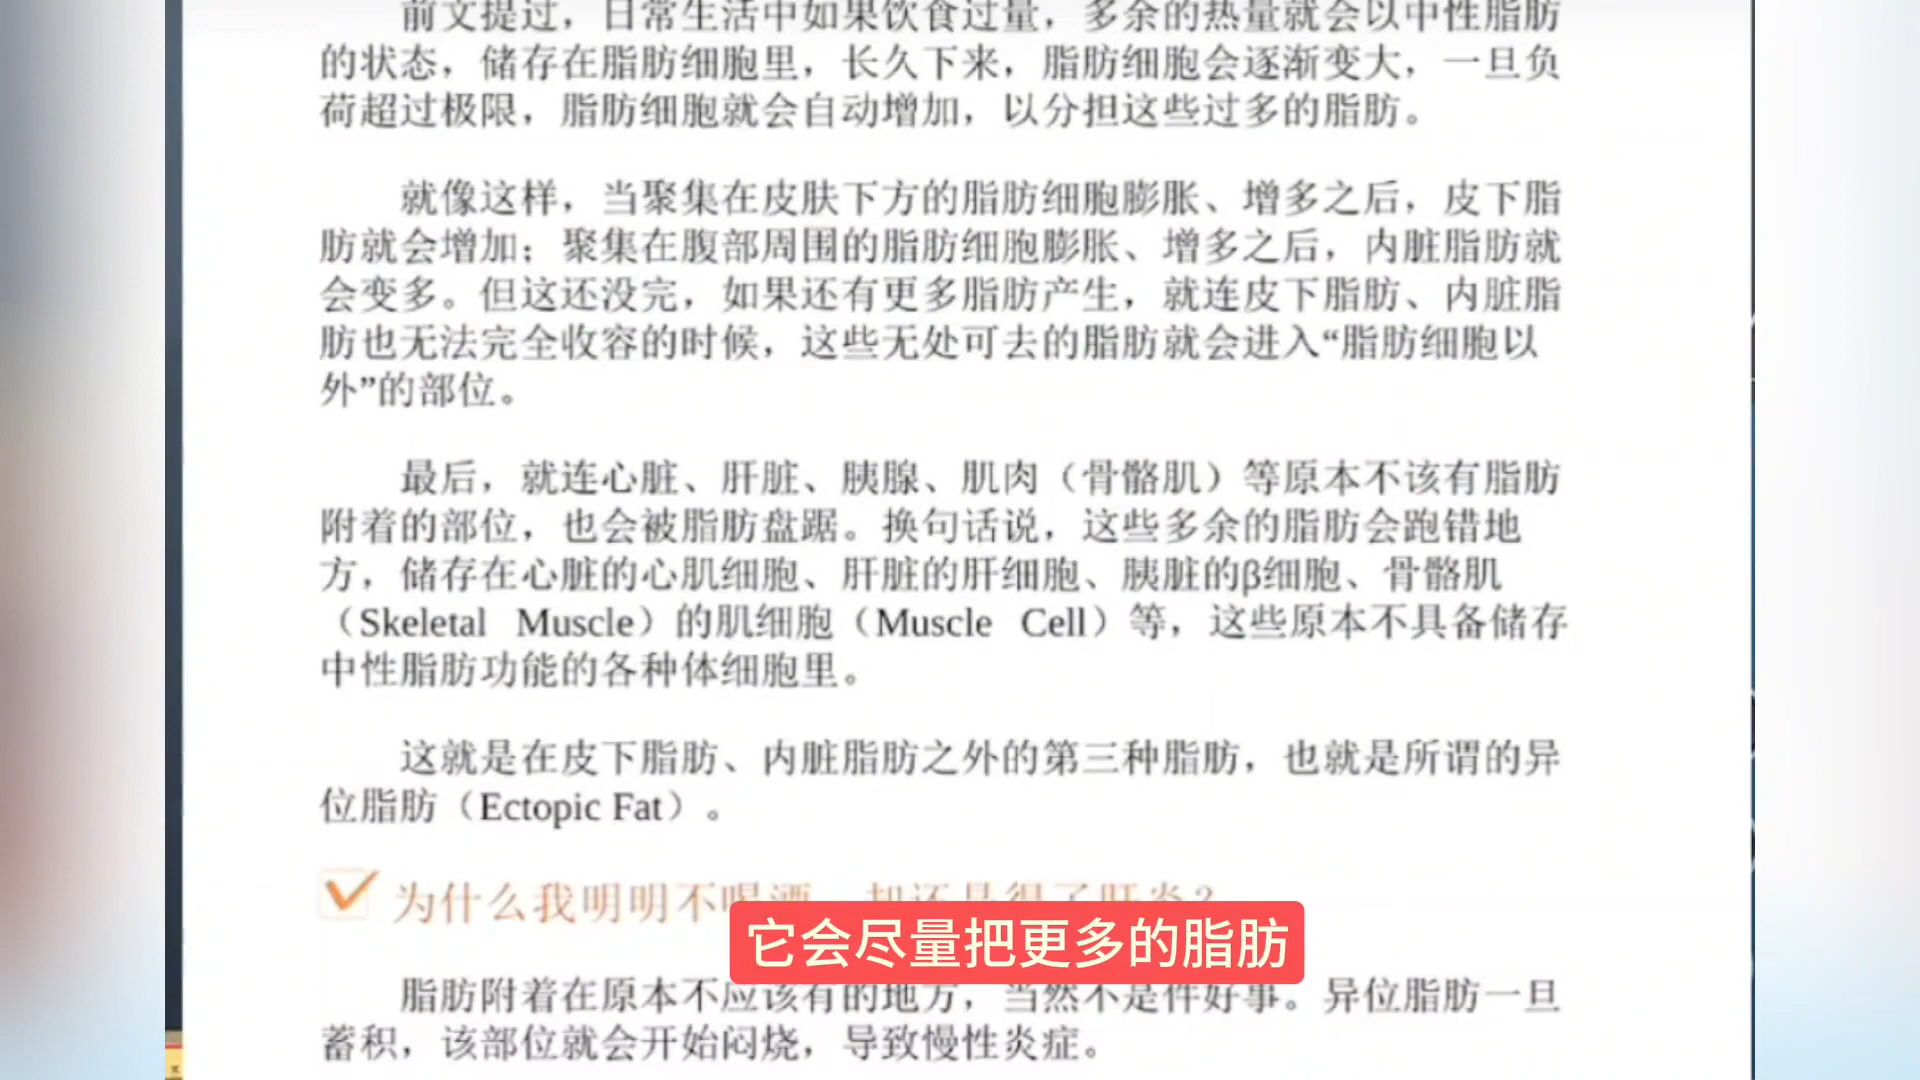 前文提过，日常生活中如果饮食过量，多余的热量就会以中性脂肪
的状态，储存在脂肪细胞里，长久下来，脂肪细胞会逐渐变大，一旦负
荷超过极限，脂肪细胞就会自动增加，以分担这些过多的脂肪。
就像这样，当聚集在皮肤下方的脂肪细胞膨胀、增多之后，皮下脂
肪就会增加；聚集在腹部周围的脂肪细胞膨胀、增多之后，内脏脂肪就
会变多。但这还没完，如果还有更多脂肪产生，就连皮下脂肪、内脏脂
肪也无法完全收容的时候，这些无处可去的脂肪就会进入“脂肪细胞以
外”的部位。
最后，就连心脏、肝脏、胰腺、肌肉（骨骼肌）等原本不该有脂肪
附着的部位，也会被脂肪盘踞。换句话说，这些多余的脂肪会跑错地
方，储存在心脏的心肌细胞、肝脏的肝细胞、胰脏的β细胞、骨骼肌
（Skeletal Muscle）的肌细胞（Muscle Cell）等，这些原本不具备储存
中性脂肪功能的各种体细胞里。
这就是在皮下脂肪、内脏脂肪之外的第三种脂肪，也就是所谓的异
位脂肪（Ectopic Fat）。
为什么我明明不喝酒，却还是得了肝炎？
它会尽量把更多的脂肪
脂肪附着在原本不应该有的地方，当然不是件好事。异位脂肪一旦
蓄积，该部位就会开始闷烧，导致慢性炎症。